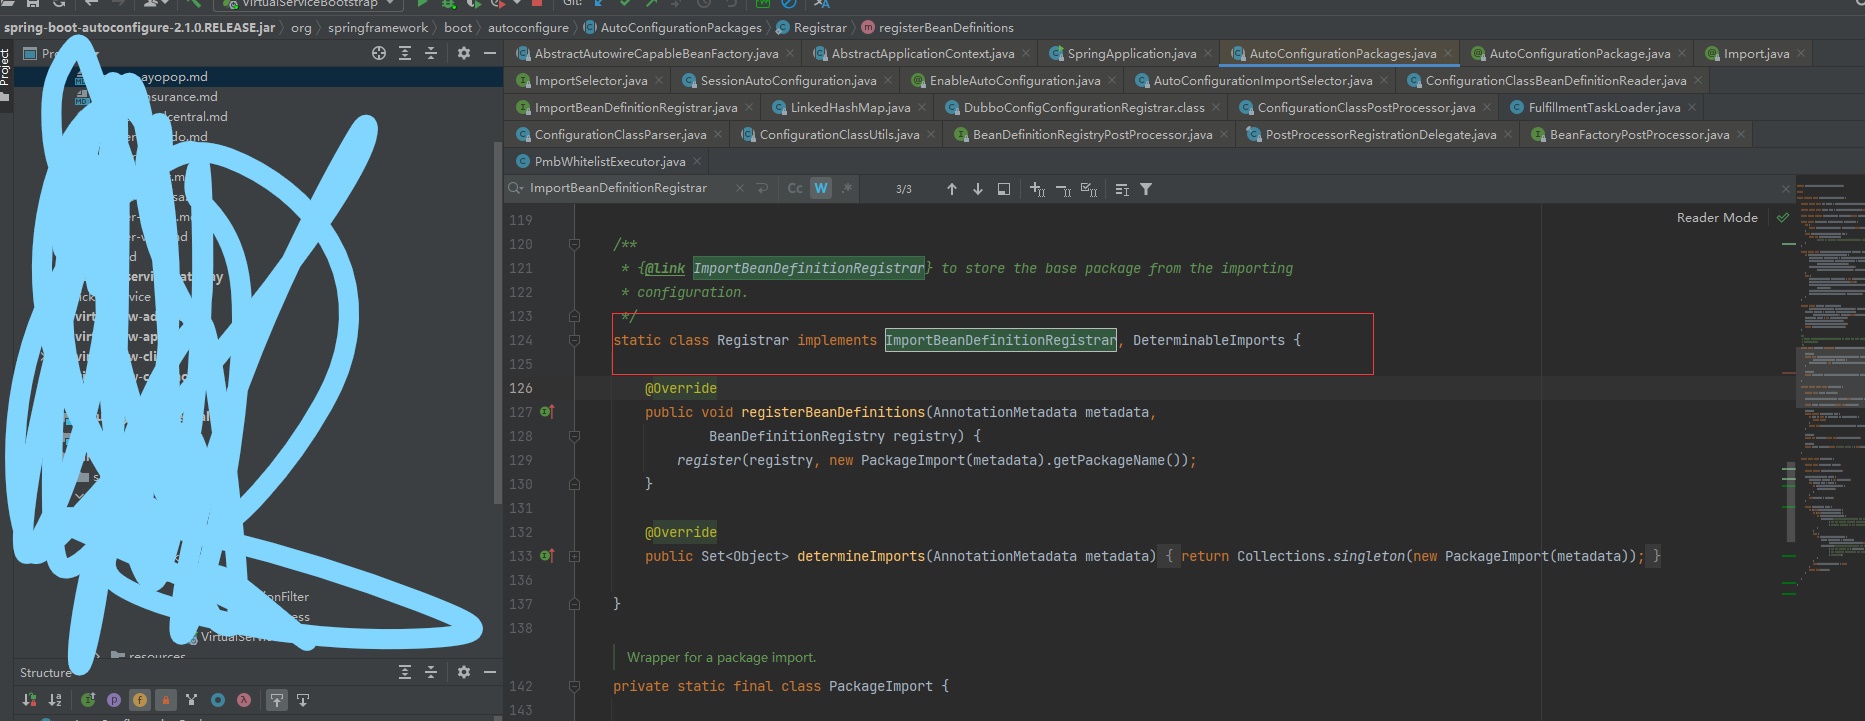 VirtualServiceBootstrap
Git:
spring-boot-autoconfigure-2.1.0.RELEASE.jar org springframework boot autoconfigure AutoConfigurationPackages Registrar registerBeanDefinitions
Project
AbstractAutowireCapableBeanFactory.java AbstractApplicationContext.java SpringApplication.java AutoConfigurationPackages.java AutoConfigurationPackage.java Import.java
ImportSelector.java SessionAutoConfiguration.java EnableAutoConfiguration.java AutoConfigurationImportSelector.java ConfigurationClassBeanDefinitionReader.java
ImportBeanDefinitionRegistrar.java LinkedHashMap.java DubboConfigConfigurationRegistrar.class ConfigurationClassPostProcessor.java FulfillmentTaskLoader.java
ConfigurationClassParser.java ConfigurationClassUtils.java BeanDefinitionRegistryPostProcessor.java PostProcessorRegistrationDelegate.java BeanFactoryPostProcessor.java
PmbWhitelistExecutor.java
ImportBeanDefinitionRegistrar Cc W .* 3/3
Reader Mode
119
120 /**
121 * {@link ImportBeanDefinitionRegistrar} to store the base package from the importing
122 * configuration.
123 */
124 static class Registrar implements ImportBeanDefinitionRegistrar, DeterminableImports {
125
126 @Override
127 public void registerBeanDefinitions(AnnotationMetadata metadata,
128 BeanDefinitionRegistry registry) {
129 register(registry, new PackageImport(metadata).getPackageName());
130 }
131
132 @Override
133 public Set<Object> determineImports(AnnotationMetadata metadata) { return Collections.singleton(new PackageImport(metadata)); }
136
137 }
138
Wrapper for a package import.
142 private static final class PackageImport {
143
ayopop.md
nsurance.md
lcentral.md
do.md
onFilter
ess
resources
Structure